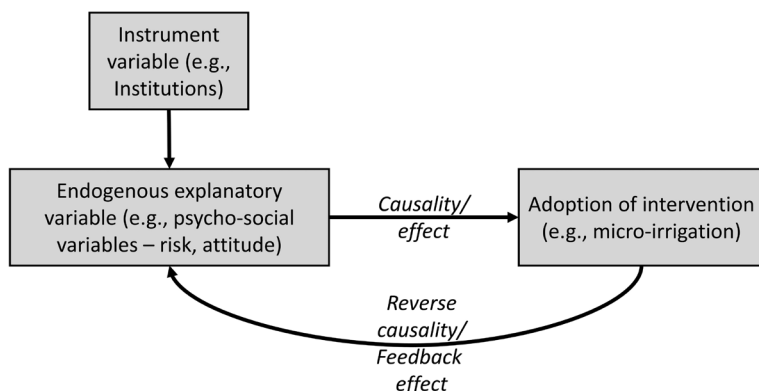 Instrument
variable (e.g.,
Institutions)
Endogenous explanatory
variable (e.g., psycho-social
variables – risk, attitude)
Causality/
effect
Adoption of intervention
(e.g., micro-irrigation)
Reverse
causality/
Feedback
effect